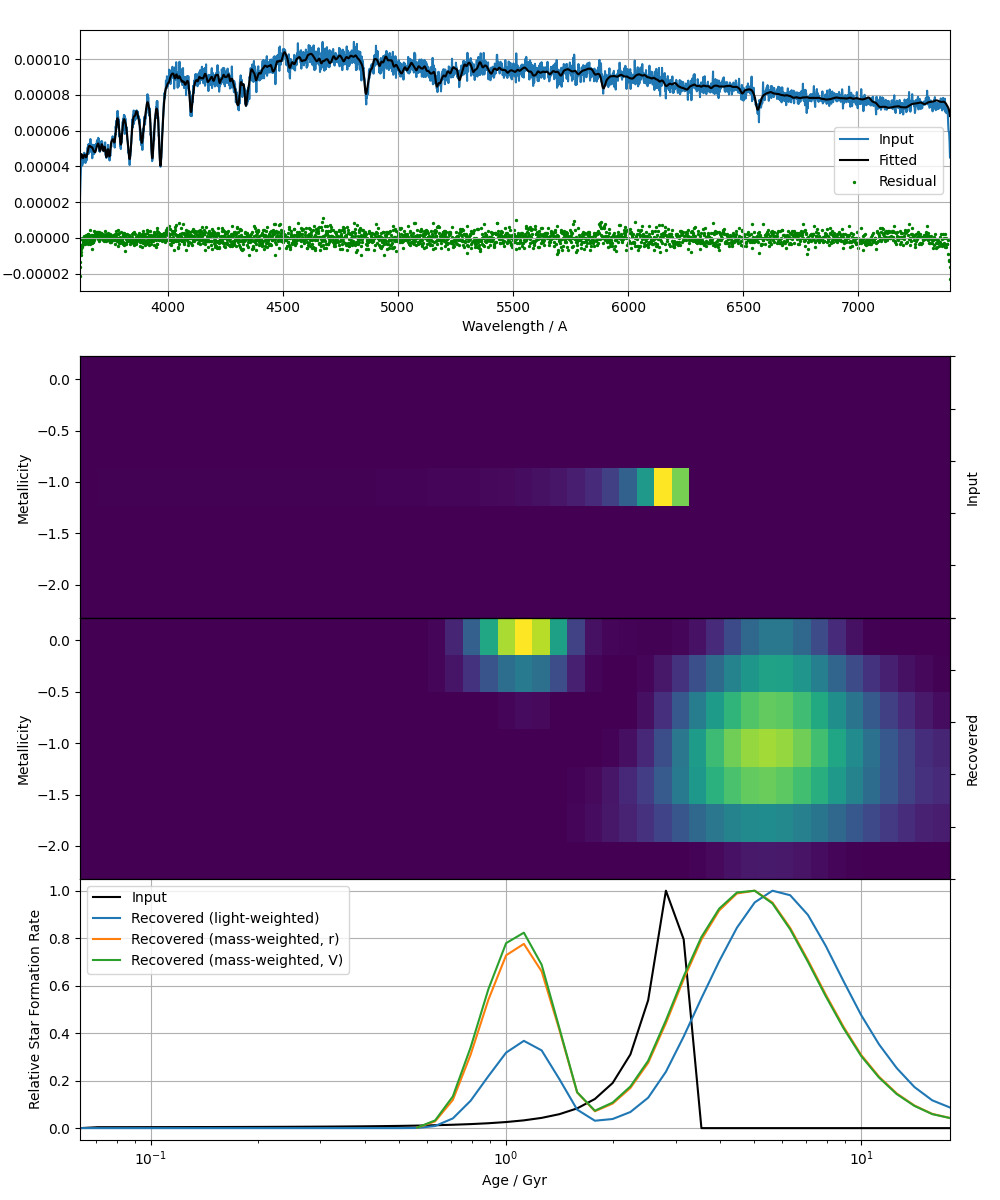 0.00010
0.00008
0.00006
0.00004
0.00002
0.00000
−0.00002
Input
Fitted
Residual
4000 4500 5000 5500 6000 6500 7000
Wavelength / A
0.0
−0.5
−1.0
−1.5
−2.0
Metallicity
Input
0.0
−0.5
−1.0
−1.5
−2.0
Metallicity
Recovered
1.0
0.8
0.6
0.4
0.2
0.0
Relative Star Formation Rate
Input
Recovered (light-weighted)
Recovered (mass-weighted, r)
Recovered (mass-weighted, V)
10⁻¹ 10⁰ 10¹
Age / Gyr